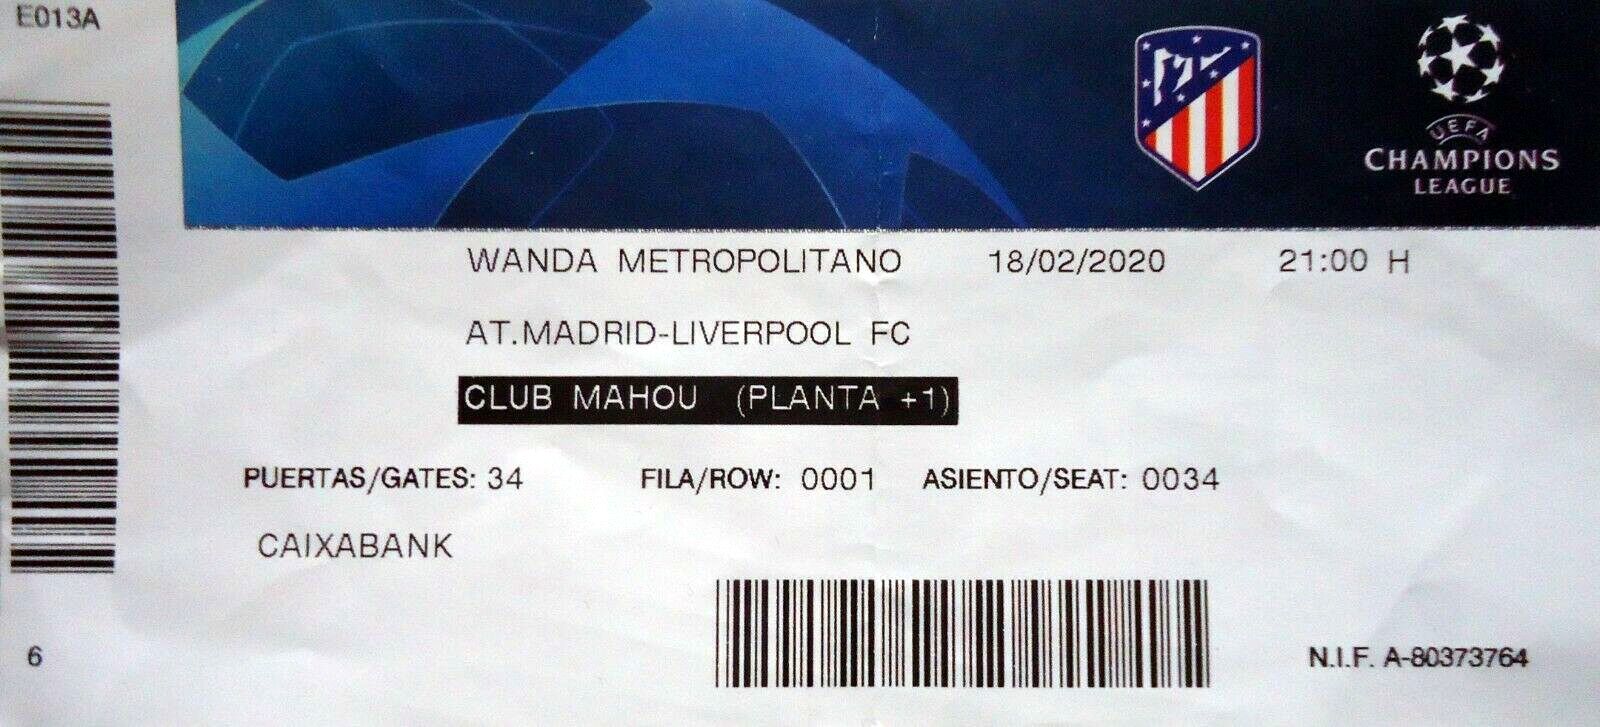 E013A
UEFA
CHAMPIONS
LEAGUE
WANDA METROPOLITANO 18/02/2020 21:00 H
AT.MADRID-LIVERPOOL FC
CLUB MAHOU (PLANTA +1)
PUERTAS/GATES: 34 FILA/ROW: 0001 ASIENTO/SEAT: 0034
CAIXABANK
6 N.I.F. A-80373764